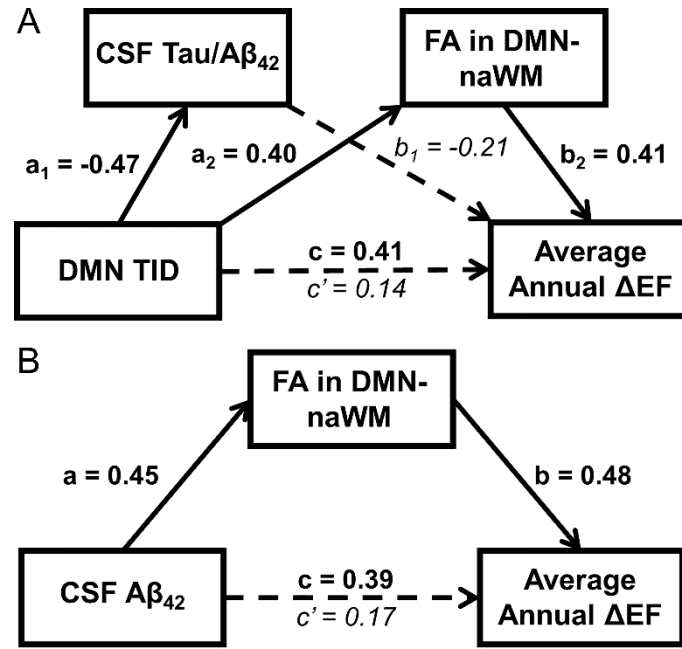 A
CSF Tau/Aβ₄₂
FA in DMN-
naWM
a₁ = -0.47
a₂ = 0.40
b₁ = -0.21
b₂ = 0.41
DMN TID
c = 0.41
c' = 0.14
Average
Annual ΔEF
B
FA in DMN-
naWM
a = 0.45
b = 0.48
CSF Aβ₄₂
c = 0.39
c' = 0.17
Average
Annual ΔEF